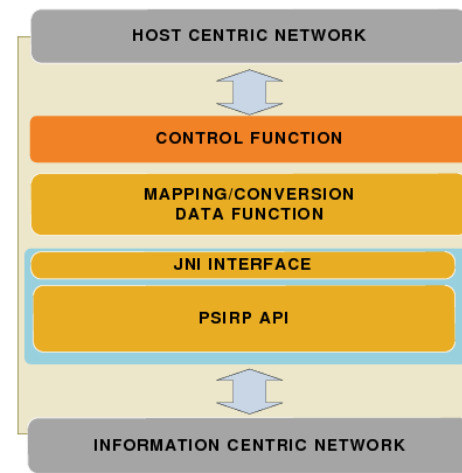 HOST CENTRIC NETWORK
CONTROL FUNCTION
MAPPING/CONVERSION
DATA FUNCTION
JNI INTERFACE
PSIRP API
INFORMATION CENTRIC NETWORK